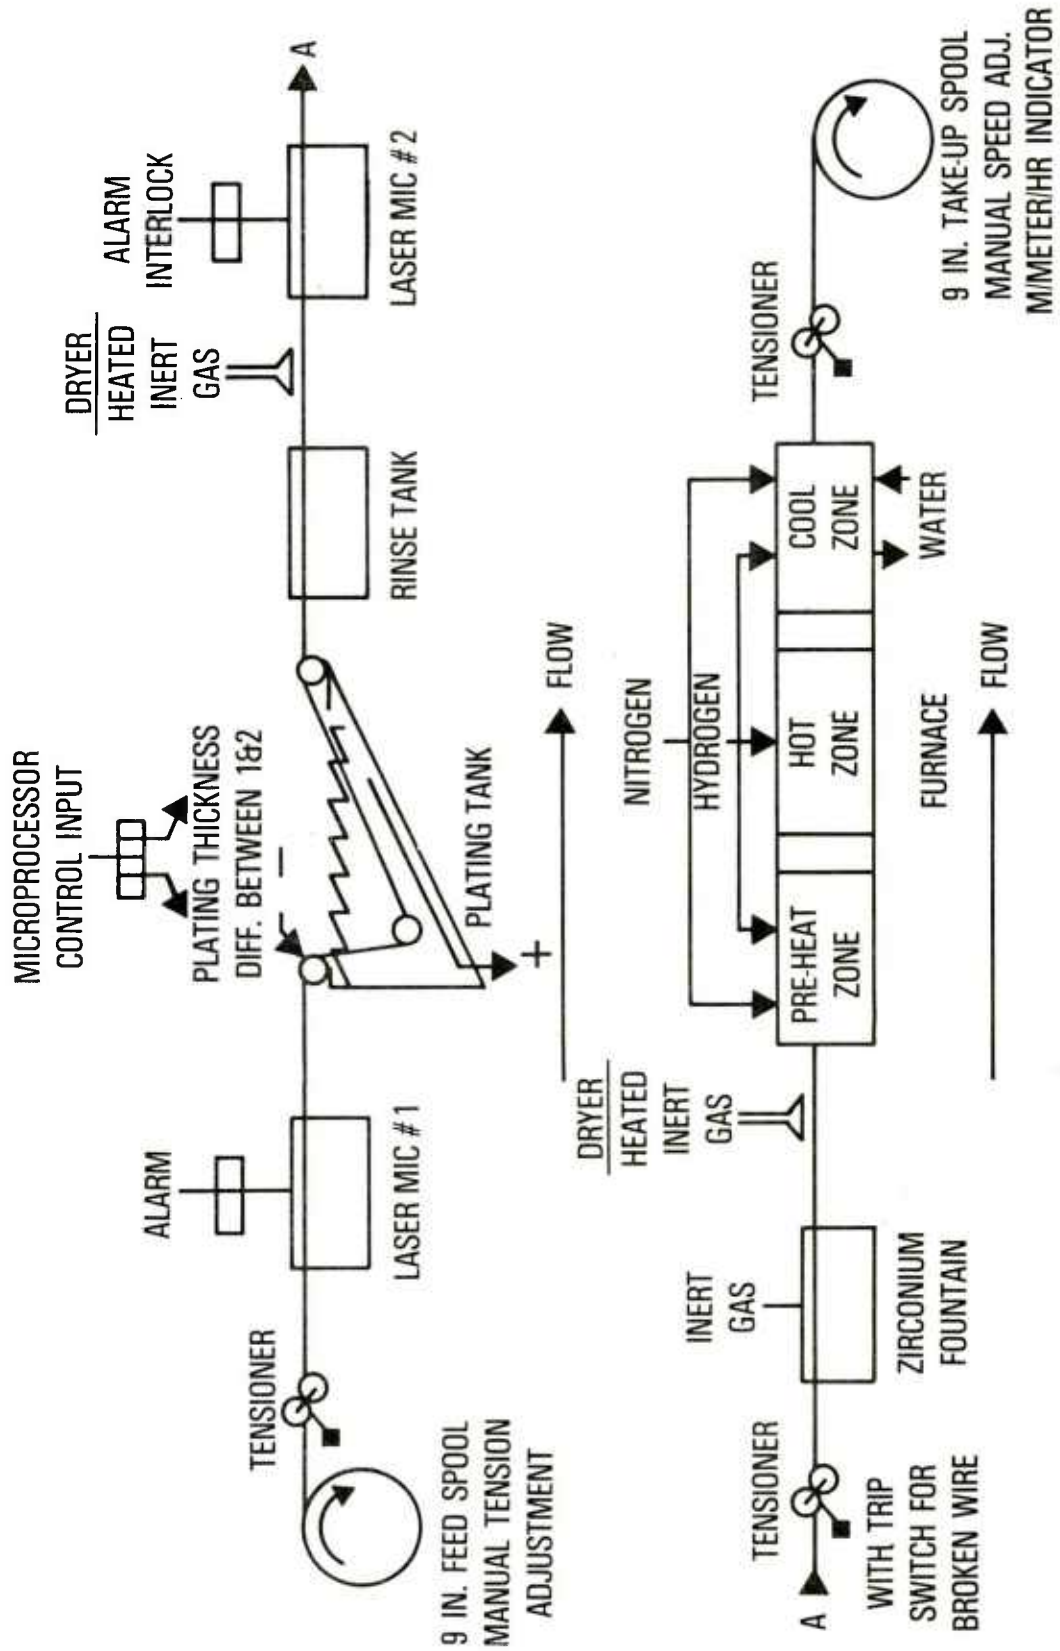 MICROPROCESSOR
CONTROL INPUT
PLATING THICKNESS
DIFF. BETWEEN 1&2
ALARM
ALARM
INTERLOCK
DRYER
HEATED
INERT
GAS
TENSIONER
A
9 IN. FEED SPOOL
MANUAL TENSION
ADJUSTMENT
LASER MIC #1
PLATING TANK
+
RINSE TANK
LASER MIC #2
FLOW
TENSIONER
WITH TRIP
SWITCH FOR
BROKEN WIRE
A
INERT
GAS
ZIRCONIUM
FOUNTAIN
DRYER
HEATED
INERT
GAS
NITROGEN
HYDROGEN
PRE-HEAT
ZONE
HOT
ZONE
COOL
ZONE
WATER
FURNACE
FLOW
TENSIONER
9 IN. TAKE-UP SPOOL
MANUAL SPEED ADJ.
M/METER/HR INDICATOR